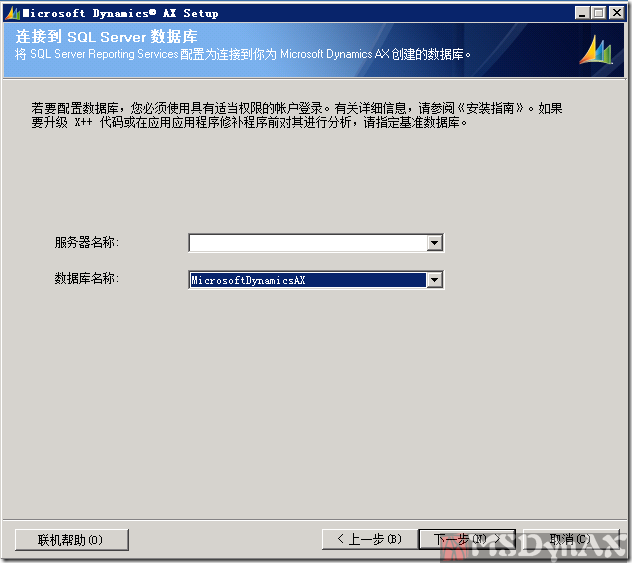 Microsoft Dynamics® AX Setup
连接到 SQL Server 数据库
将 SQL Server Reporting Services 配置为连接到你为 Microsoft Dynamics AX 创建的数据库。
若要配置数据库，您必须使用具有适当权限的帐户登录。有关详细信息，请参阅《安装指南》。如果
要升级 X++ 代码或在应用应用程序修补程序前对其进行分析，请指定基准数据库。
服务器名称:
数据库名称: MicrosoftDynamicsAX
联机帮助(O) < 上一步(B) 下一步(N) > 取消(C)
MSDynAX